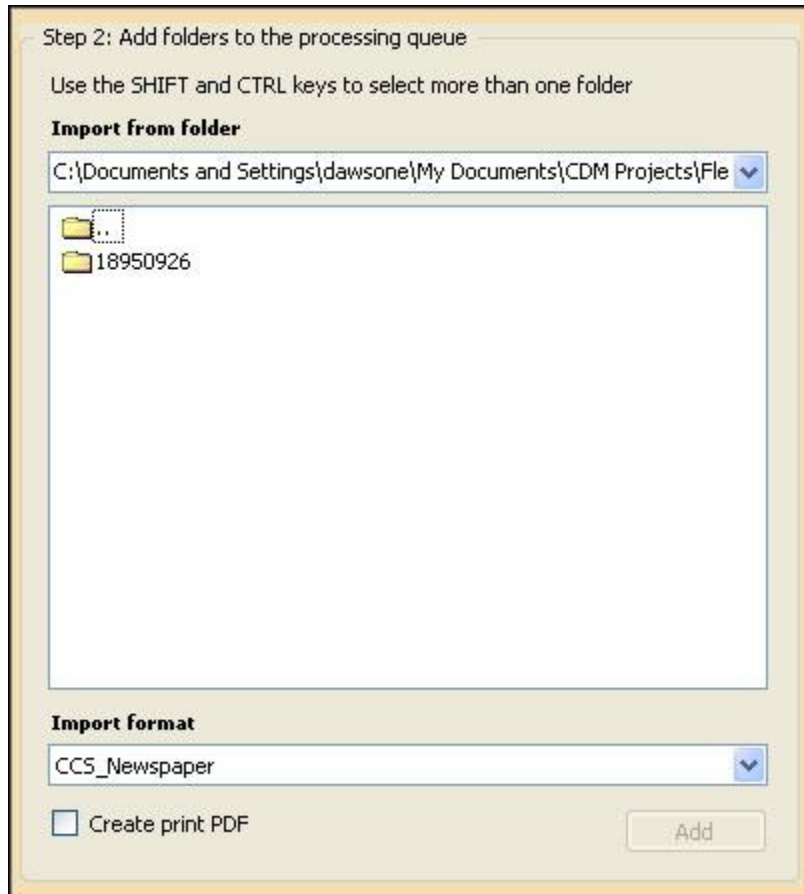 Step 2: Add folders to the processing queue
Use the SHIFT and CTRL keys to select more than one folder
Import from folder
C:\Documents and Settings\dawsone\My Documents\CDM Projects\Fle
..
18950926
Import format
CCS_Newspaper
Create print PDF
Add